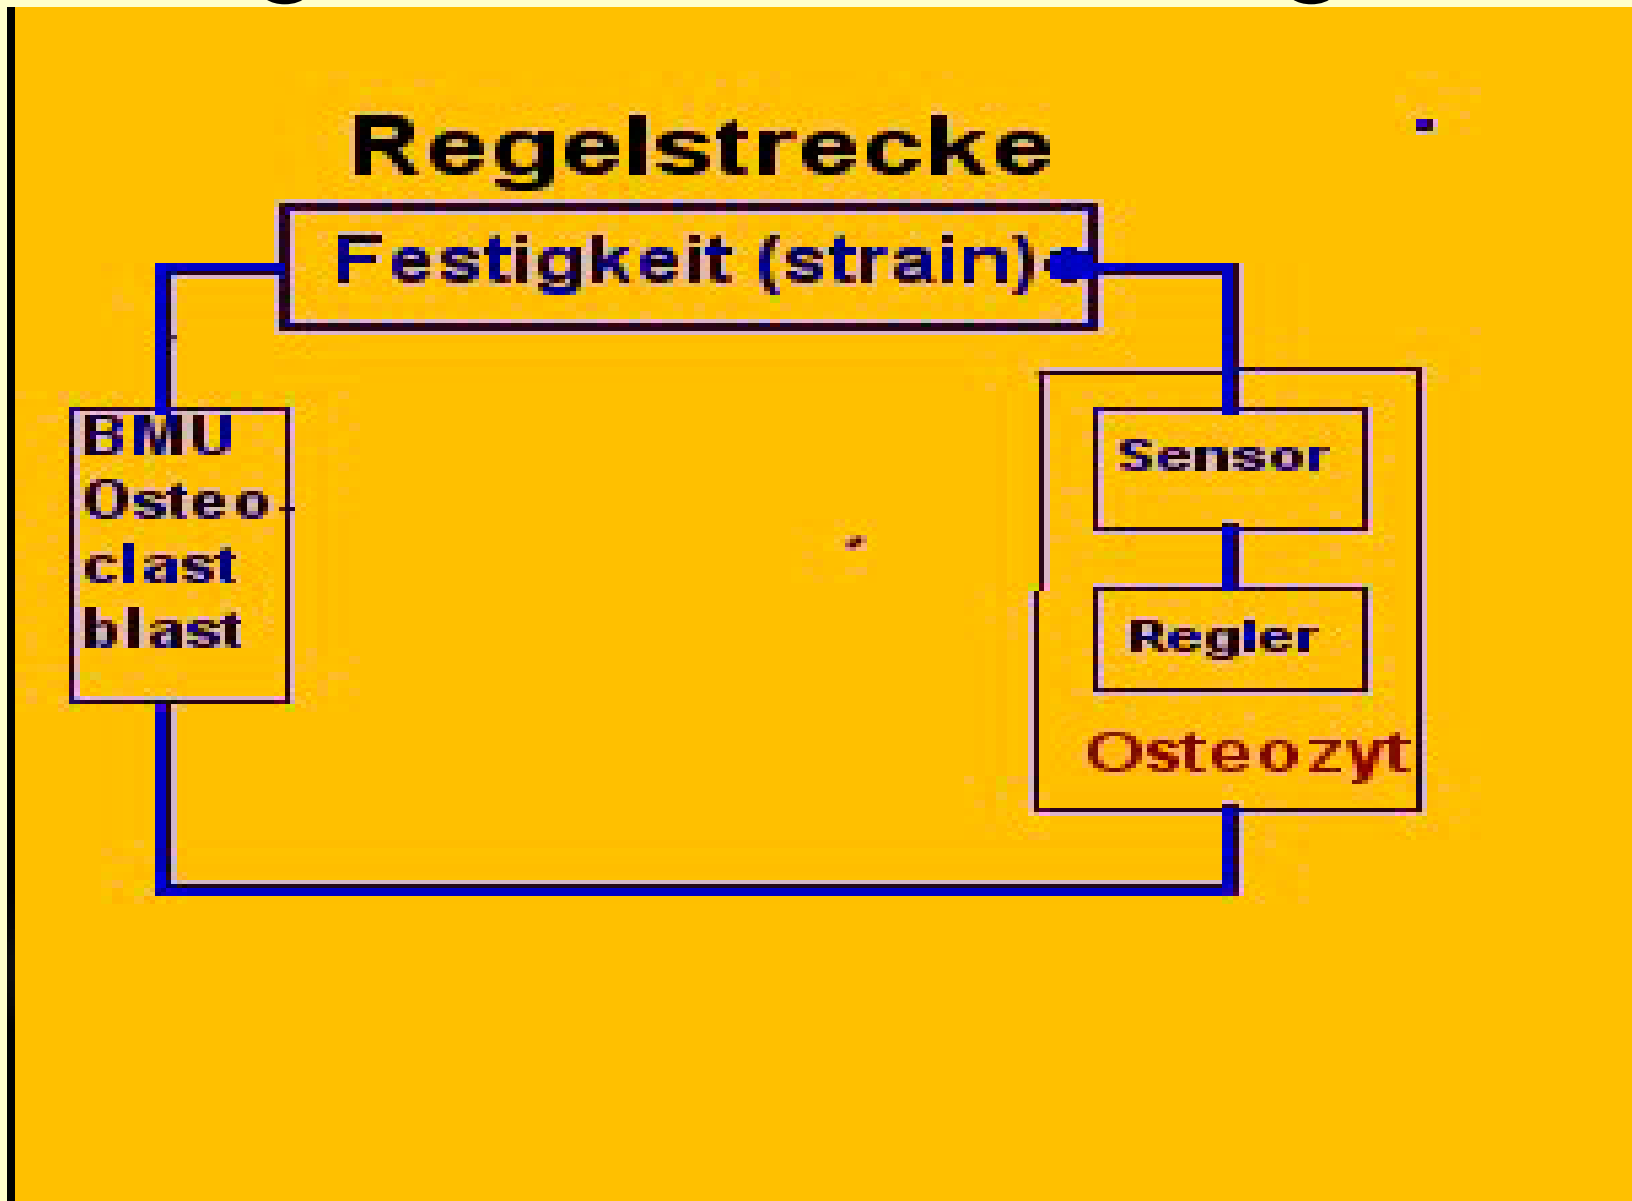 Regelstrecke
Festigkeit (strain)
BMU
Osteo-
clast
blast
Sensor
Regler
Osteozyt